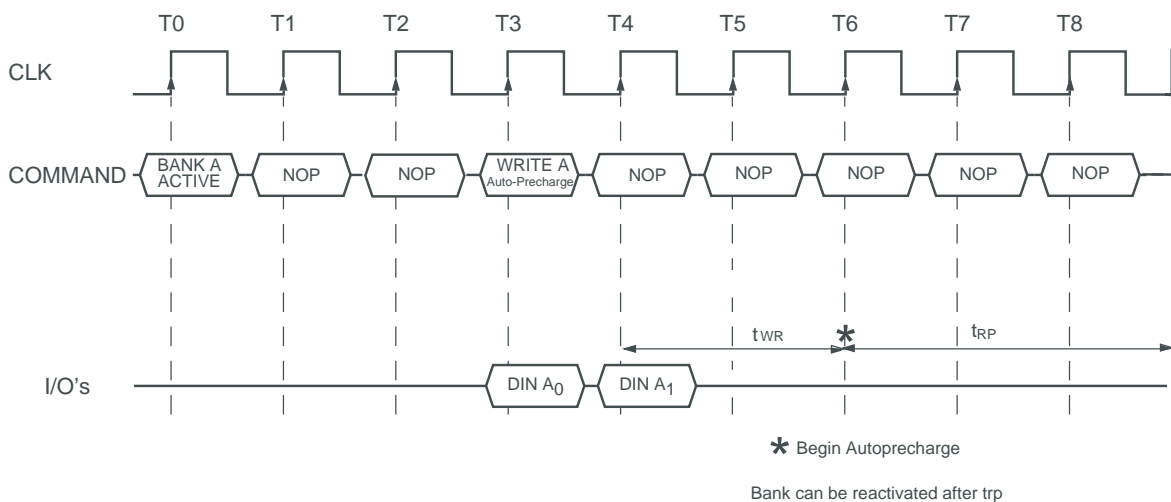 T0 T1 T2 T3 T4 T5 T6 T7 T8
CLK
COMMAND
BANK A
ACTIVE
NOP
NOP
WRITE A
Auto-Precharge
NOP
NOP
NOP
NOP
NOP
tWR
*
tRP
I/O's
DIN A0
DIN A1
* Begin Autoprecharge
Bank can be reactivated after trp